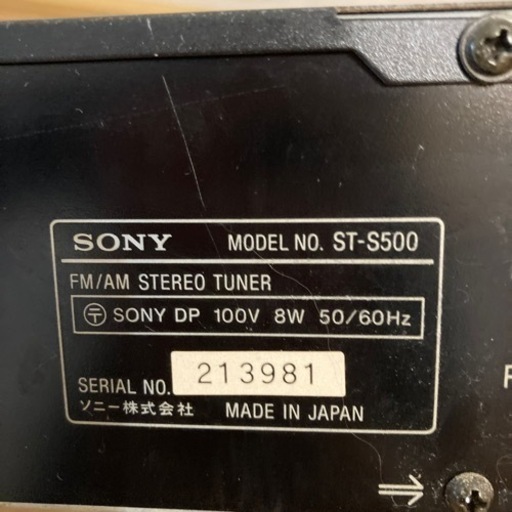 SONY MODEL NO. ST-S500
FM/AM STEREO TUNER
〒 SONY DP 100V 8W 50/60Hz
SERIAL NO. 213981
ソニー株式会社 MADE IN JAPAN